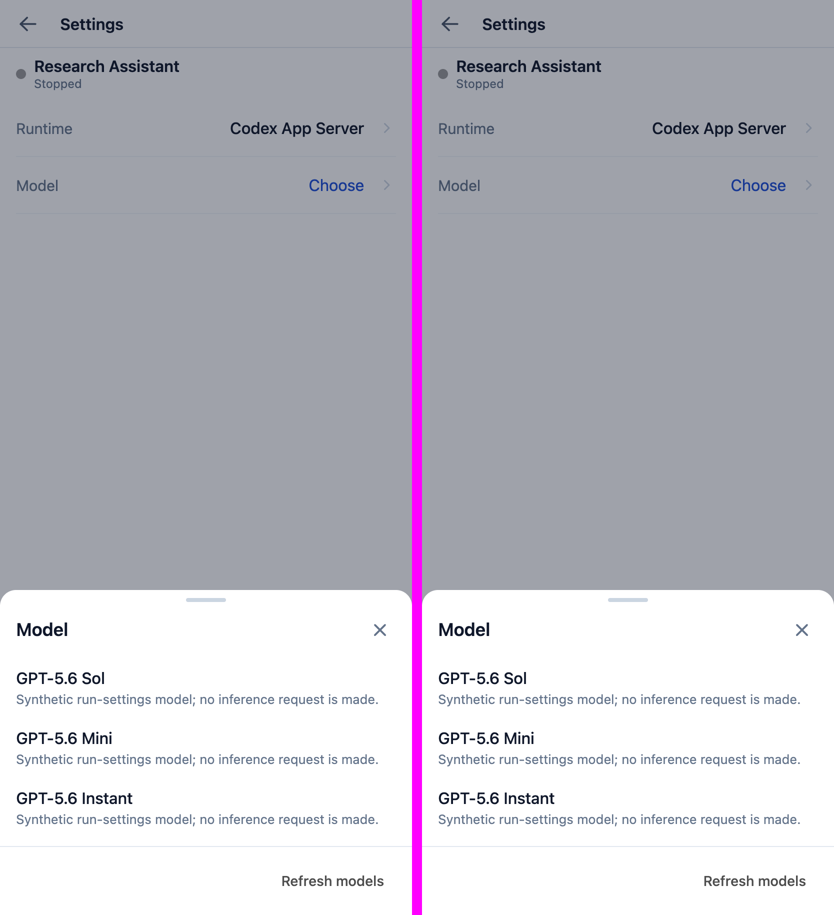 Settings
Research Assistant
Stopped
Runtime Codex App Server
Model Choose
Model
GPT-5.6 Sol
Synthetic run-settings model; no inference request is made.
GPT-5.6 Mini
Synthetic run-settings model; no inference request is made.
GPT-5.6 Instant
Synthetic run-settings model; no inference request is made.
Refresh models
Settings
Research Assistant
Stopped
Runtime Codex App Server
Model Choose
Model
GPT-5.6 Sol
Synthetic run-settings model; no inference request is made.
GPT-5.6 Mini
Synthetic run-settings model; no inference request is made.
GPT-5.6 Instant
Synthetic run-settings model; no inference request is made.
Refresh models